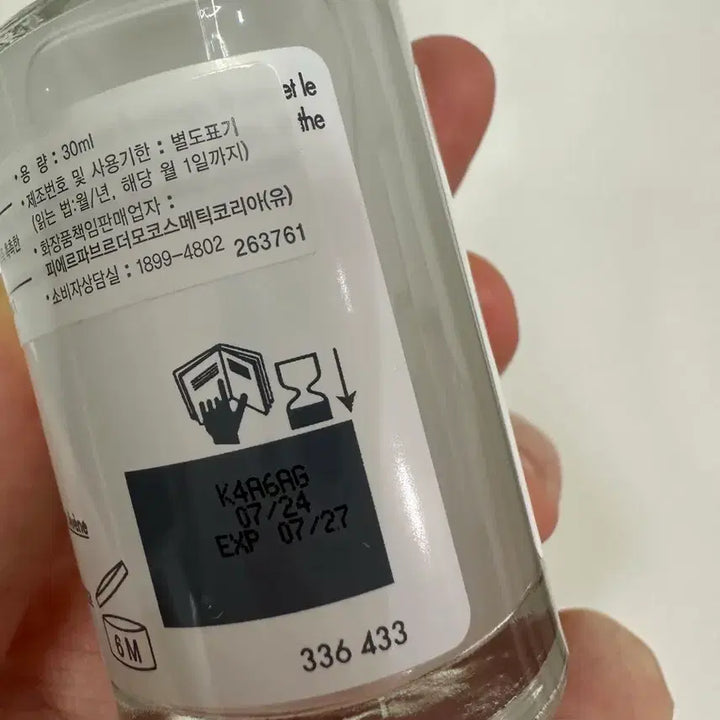 et le
the
•용 량 : 30ml
•제조번호 및 사용기한 : 별도표기
(읽는 법:월/년, 해당 월 1일까지)
•화장품책임판매업자 :
피에르파브르더모코스메틱코리아(유)
•소비자상담실 : 1899-4802 263761
K4A6AG
07/24
EXP 07/27
6 M
336 433